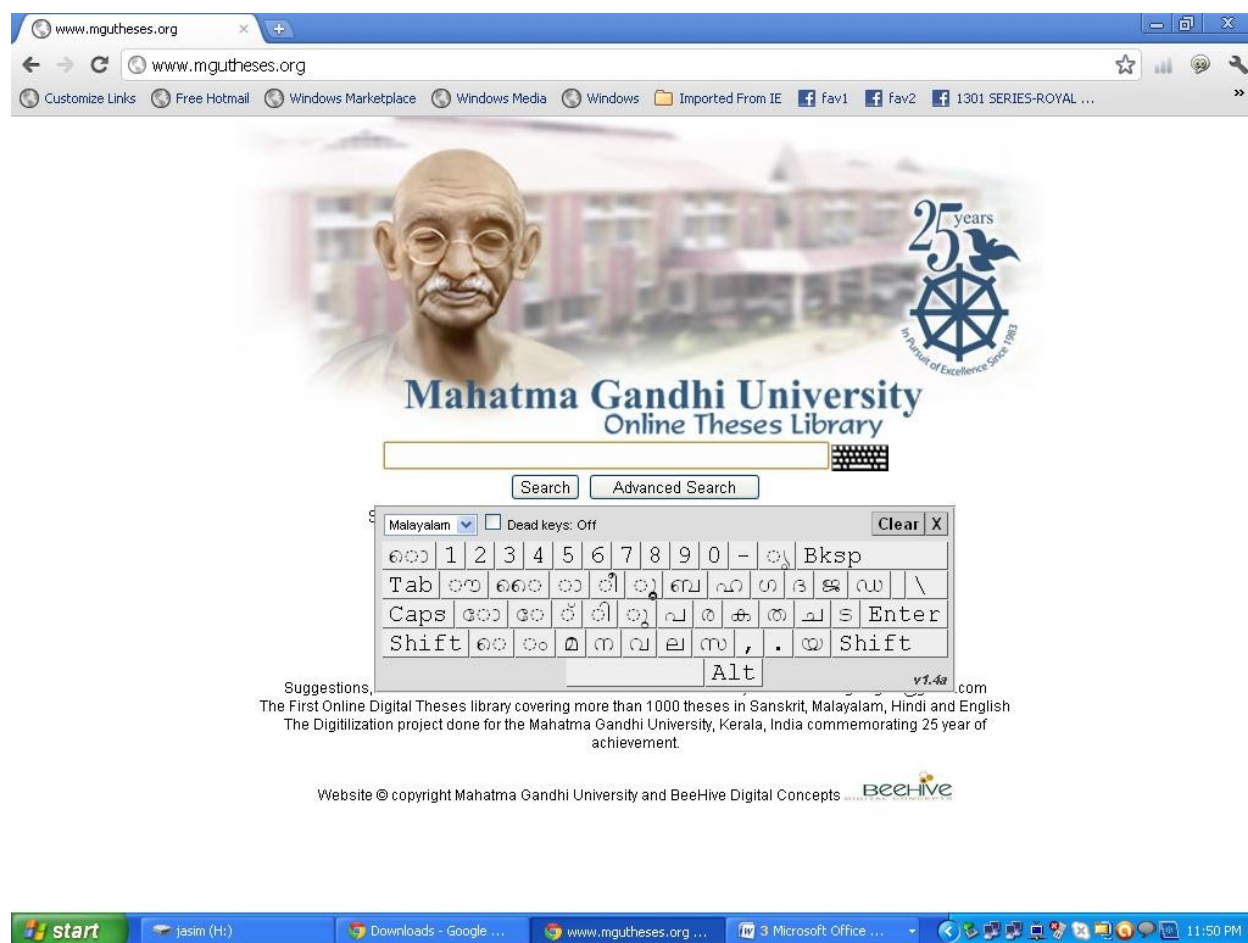 www.mgutheses.org
www.mgutheses.org
Customize Links Free Hotmail Windows Marketplace Windows Media Windows Imported From IE fav1 fav2 1301 SERIES-ROYAL ... »
25 years
In Pursuit of Excellence Since 1983
Mahatma Gandhi University
Online Theses Library
Search Advanced Search
Malayalam Dead keys: Off Clear X
ൊ 1 2 3 4 5 6 7 8 9 0 - ൃ Bksp
Tab ൗ ൈ ാ ീ ൂ ബ ഹ ഗ ദ ജ ഡ \
Caps ോ േ ് ി ു പ ര ക ത ച ട Enter
Shift െ ം മ ന വ ല സ , . യ Shift
Alt v1.4a
Suggestions, .com
The First Online Digital Theses library covering more than 1000 theses in Sanskrit, Malayalam, Hindi and English
The Digitilization project done for the Mahatma Gandhi University, Kerala, India commemorating 25 year of
achievement.
Website © copyright Mahatma Gandhi University and BeeHive Digital Concepts BEEHIVE DIGITAL CONCEPTS
start jasim (H:) Downloads - Google ... www.mgutheses.org ... 3 Microsoft Office ... 11:50 PM